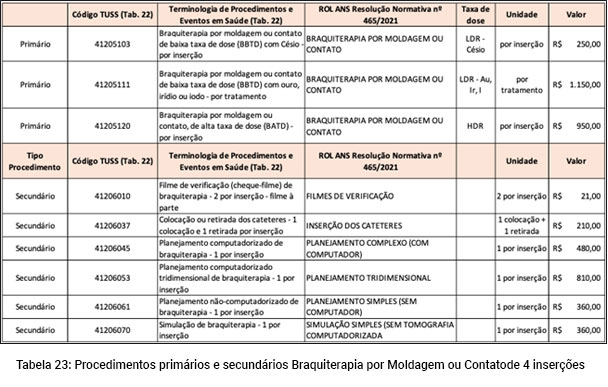 Código TUSS (Tab. 22) Terminologia de Procedimentos e Eventos em Saúde (Tab. 22) ROL ANS Resolução Normativa nº 465/2021 Taxa de dose Unidade Valor
Primário 41205103 Braquiterapia por moldagem ou contato de baixa taxa de dose (BBTD) com Césio - por inserção BRAQUITERAPIA POR MOLDAGEM OU CONTATO LDR - Césio por inserção R$ 250,00
Primário 41205111 Braquiterapia por moldagem ou contato de baixa taxa de dose (BBTD) com ouro, irídio ou iodo - por tratamento BRAQUITERAPIA POR MOLDAGEM OU CONTATO LDR - Au, Ir, I por tratamento R$ 1.150,00
Primário 41205120 Braquiterapia por moldagem ou contato, de alta taxa de dose (BATD) - por inserção BRAQUITERAPIA POR MOLDAGEM OU CONTATO HDR por inserção R$ 950,00
Tipo Procedimento Código TUSS (Tab. 22) Terminologia de Procedimentos e Eventos em Saúde (Tab. 22) ROL ANS Resolução Normativa nº 465/2021 Unidade Valor
Secundário 41206010 Filme de verificação (cheque-filme) de braquiterapia - 2 por inserção - filme à parte FILMES DE VERIFICAÇÃO 2 por inserção R$ 21,00
Secundário 41206037 Colocação ou retirada dos cateteres - 1 colocação e 1 retirada por inserção INSERÇÃO DOS CATETERES 1 colocação + 1 retirada R$ 210,00
Secundário 41206045 Planejamento computadorizado de braquiterapia - 1 por inserção PLANEJAMENTO COMPLEXO (COM COMPUTADOR) 1 por inserção R$ 480,00
Secundário 41206053 Planejamento computadorizado tridimensional de braquiterapia - 1 por inserção PLANEJAMENTO TRIDIMENSIONAL 1 por inserção R$ 810,00
Secundário 41206061 Planejamento não-computadorizado de braquiterapia - 1 por inserção PLANEJAMENTO SIMPLES (SEM COMPUTADOR) 1 por inserção R$ 360,00
Secundário 41206070 Simulação de braquiterapia - 1 por inserção SIMULAÇÃO SIMPLES (SEM TOMOGRAFIA COMPUTADORIZADA 1 por inserção R$ 360,00
Tabela 23: Procedimentos primários e secundários Braquiterapia por Moldagem ou Contatode 4 inserções